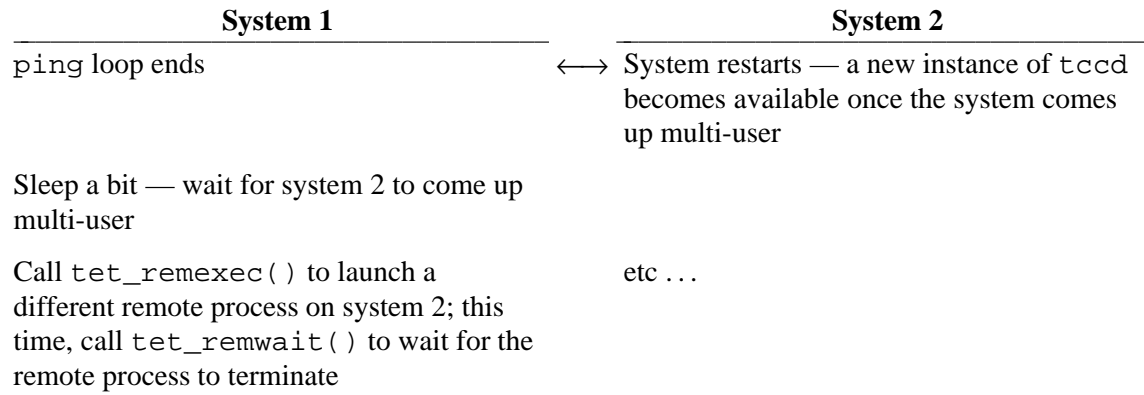 System 1 System 2
ping loop ends ←→ System restarts — a new instance of tccd
becomes available once the system comes
up multi-user
Sleep a bit — wait for system 2 to come up
multi-user
Call tet_remexec() to launch a etc ...
different remote process on system 2; this
time, call tet_remwait() to wait for the
remote process to terminate